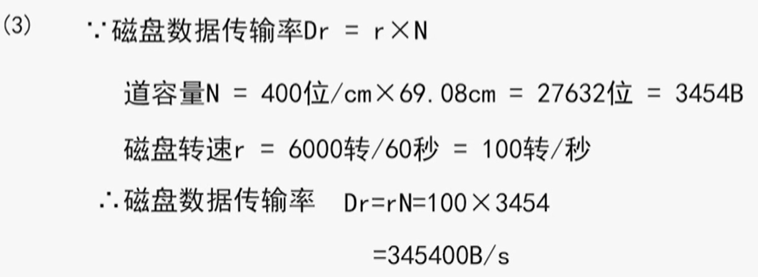 (3) ∵磁盘数据传输率Dr = r×N
道容量N = 400位/cm×69.08cm = 27632位 = 3454B
磁盘转速r = 6000转/60秒 = 100转/秒
∴磁盘数据传输率 Dr=rN=100×3454
=345400B/s